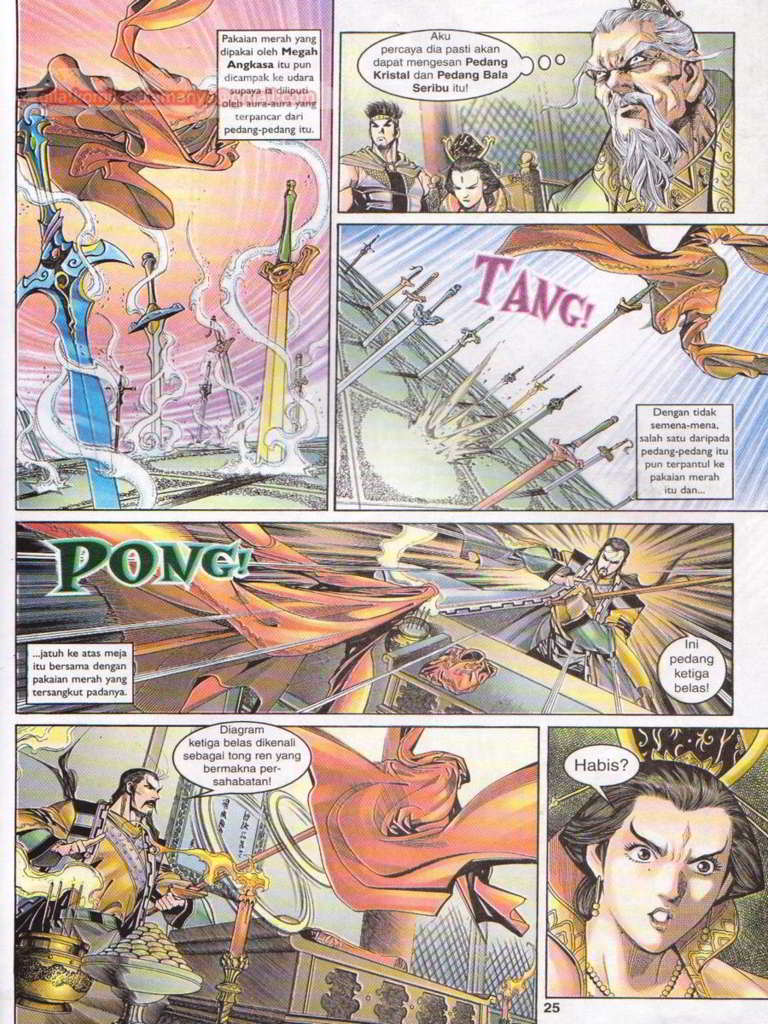 Pakaian merah yang
dipakai oleh Megah
Angkasa itu pun
dicampak ke udara
supaya ia diliputi
oleh aura-aura yang
terpancar dari
pedang-pedang itu.
Aku
percaya dia pasti akan
dapat mengesan Pedang
Kristal dan Pedang Bala
Seribu itu!
TANG!
Dengan tidak
semena-mena,
salah satu daripada
pedang-pedang itu
pun terpantul ke
pakaian merah
itu dan...
PONG!
...jatuh ke atas meja
itu bersama dengan
pakaian merah yang
tersangkut padanya.
Ini
pedang
ketiga
belas!
Diagram
ketiga belas dikenali
sebagai tong ren yang
bermakna per-
sahabatan!
Habis?
25